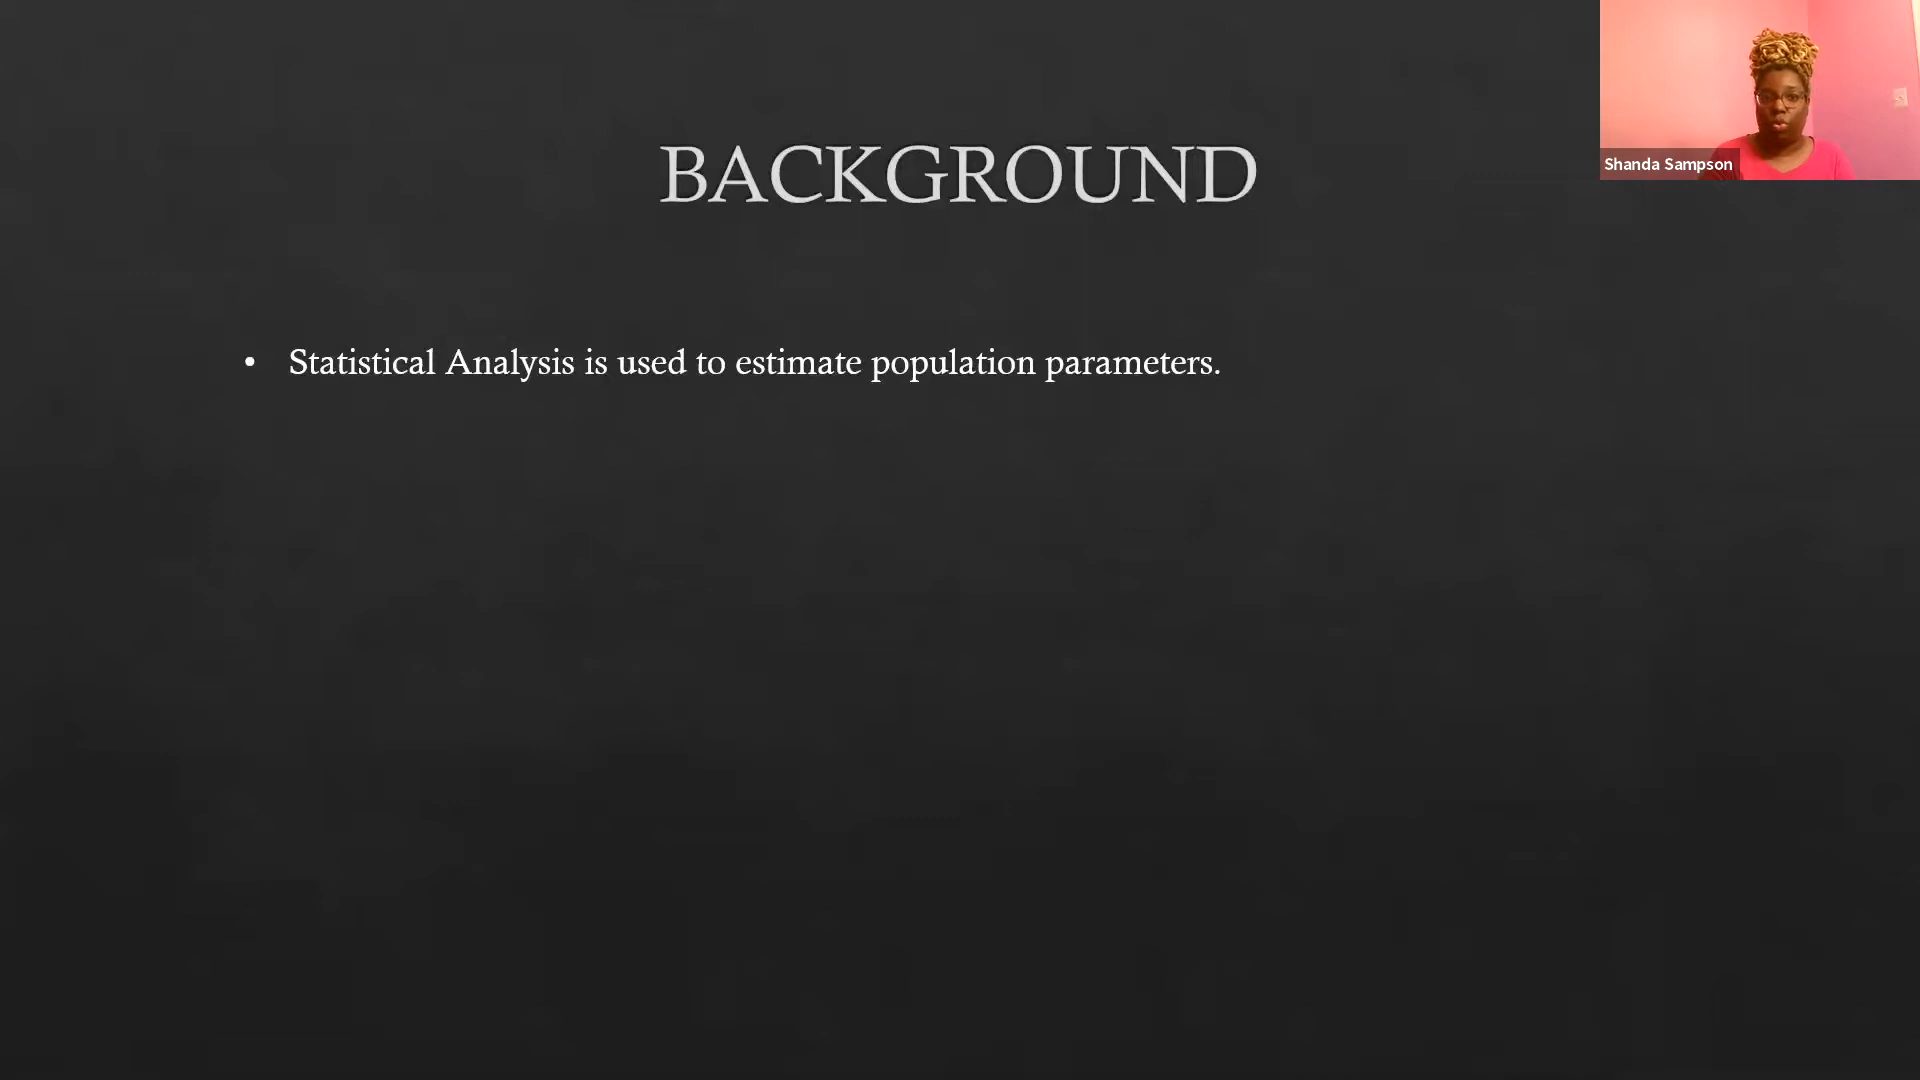 BACKGROUND
• Statistical Analysis is used to estimate population parameters.
Shanda Sampson